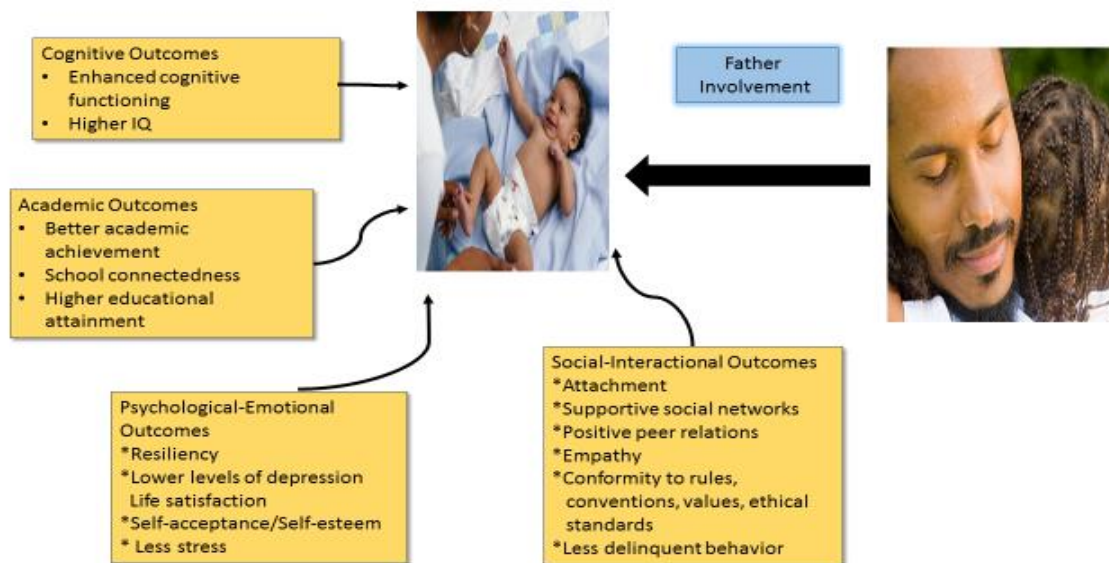 Cognitive Outcomes
• Enhanced cognitive
functioning
• Higher IQ
Father
Involvement
Academic Outcomes
• Better academic
achievement
• School connectedness
• Higher educational
attainment
Psychological-Emotional
Outcomes
*Resiliency
*Lower levels of depression
Life satisfaction
*Self-acceptance/Self-esteem
* Less stress
Social-Interactional Outcomes
*Attachment
*Supportive social networks
*Positive peer relations
*Empathy
*Conformity to rules,
conventions, values, ethical
standards
*Less delinquent behavior